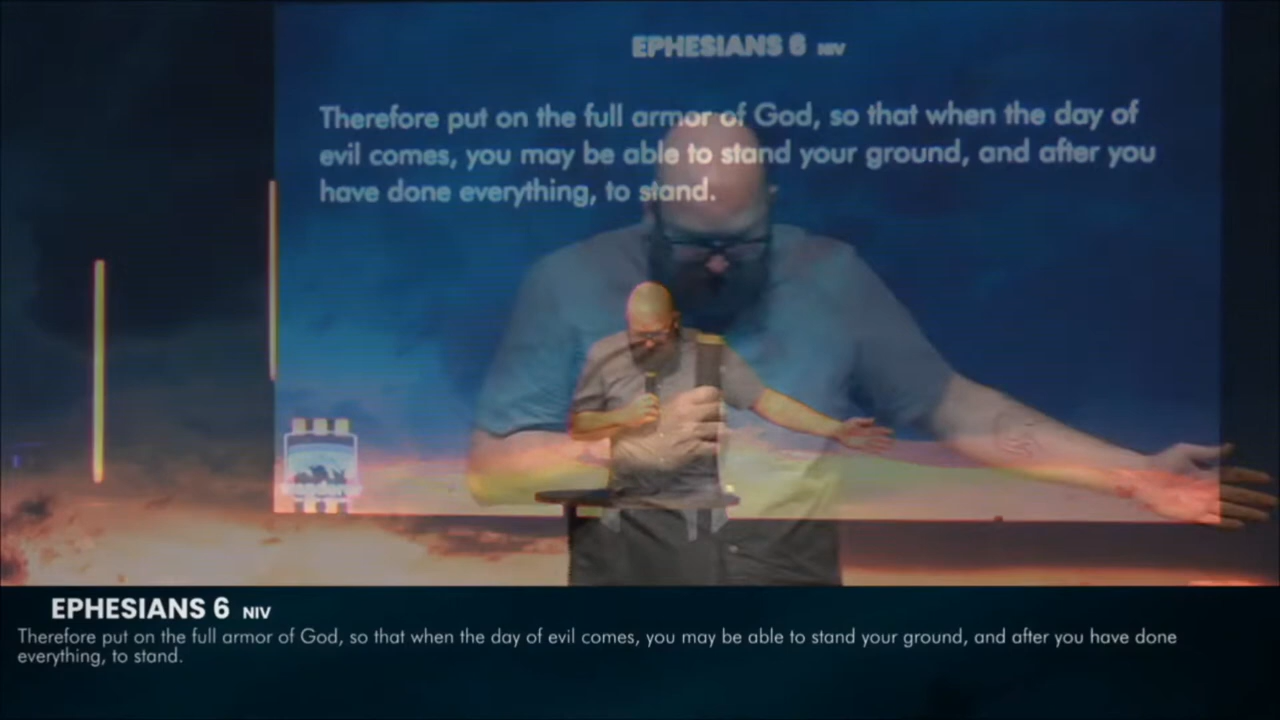 EPHESIANS 6 NIV
Therefore put on the full armor of God, so that when the day of
evil comes, you may be able to stand your ground, and after you
have done everything, to stand.
EPHESIANS 6 NIV
Therefore put on the full armor of God, so that when the day of evil comes, you may be able to stand your ground, and after you have done
everything, to stand.